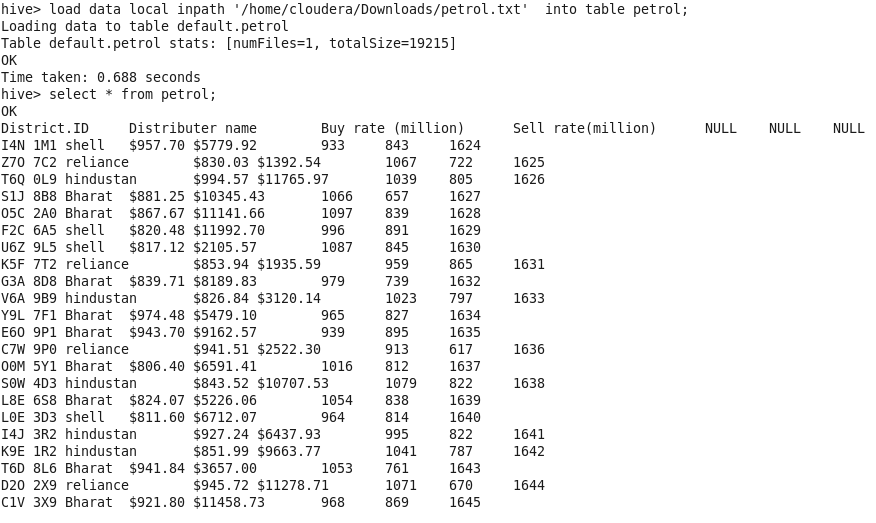 hive> load data local inpath '/home/cloudera/Downloads/petrol.txt'  into table petrol;
Loading data to table default.petrol
Table default.petrol stats: [numFiles=1, totalSize=19215]
OK
Time taken: 0.688 seconds
hive> select * from petrol;
OK
District.ID     Distributer name        Buy rate (million)      Sell rate(million)      NULL    NULL    NULL
I4N 1M1 shell   $957.70 $5779.92        933     843     1624
Z7O 7C2 reliance        $830.03 $1392.54        1067    722     1625
T6Q 0L9 hindustan       $994.57 $11765.97       1039    805     1626
S1J 8B8 Bharat  $881.25 $10345.43       1066    657     1627
O5C 2A0 Bharat  $867.67 $11141.66       1097    839     1628
F2C 6A5 shell   $820.48 $11992.70       996     891     1629
U6Z 9L5 shell   $817.12 $2105.57        1087    845     1630
K5F 7T2 reliance        $853.94 $1935.59        959     865     1631
G3A 8D8 Bharat  $839.71 $8189.83        979     739     1632
V6A 9B9 hindustan       $826.84 $3120.14        1023    797     1633
Y9L 7F1 Bharat  $974.48 $5479.10        965     827     1634
E6O 9P1 Bharat  $943.70 $9162.57        939     895     1635
C7W 9P0 reliance        $941.51 $2522.30        913     617     1636
O0M 5Y1 Bharat  $806.40 $6591.41        1016    812     1637
S0W 4D3 hindustan       $843.52 $10707.53       1079    822     1638
L8E 6S8 Bharat  $824.07 $5226.06        1054    838     1639
L0E 3D3 shell   $811.60 $6712.07        964     814     1640
I4J 3R2 hindustan       $927.24 $6437.93        995     822     1641
K9E 1R2 hindustan       $851.99 $9663.77        1041    787     1642
T6D 8L6 Bharat  $941.84 $3657.00        1053    761     1643
D2O 2X9 reliance        $945.72 $11278.71       1071    670     1644
C1V 3X9 Bharat  $921.80 $11458.73       968     869     1645